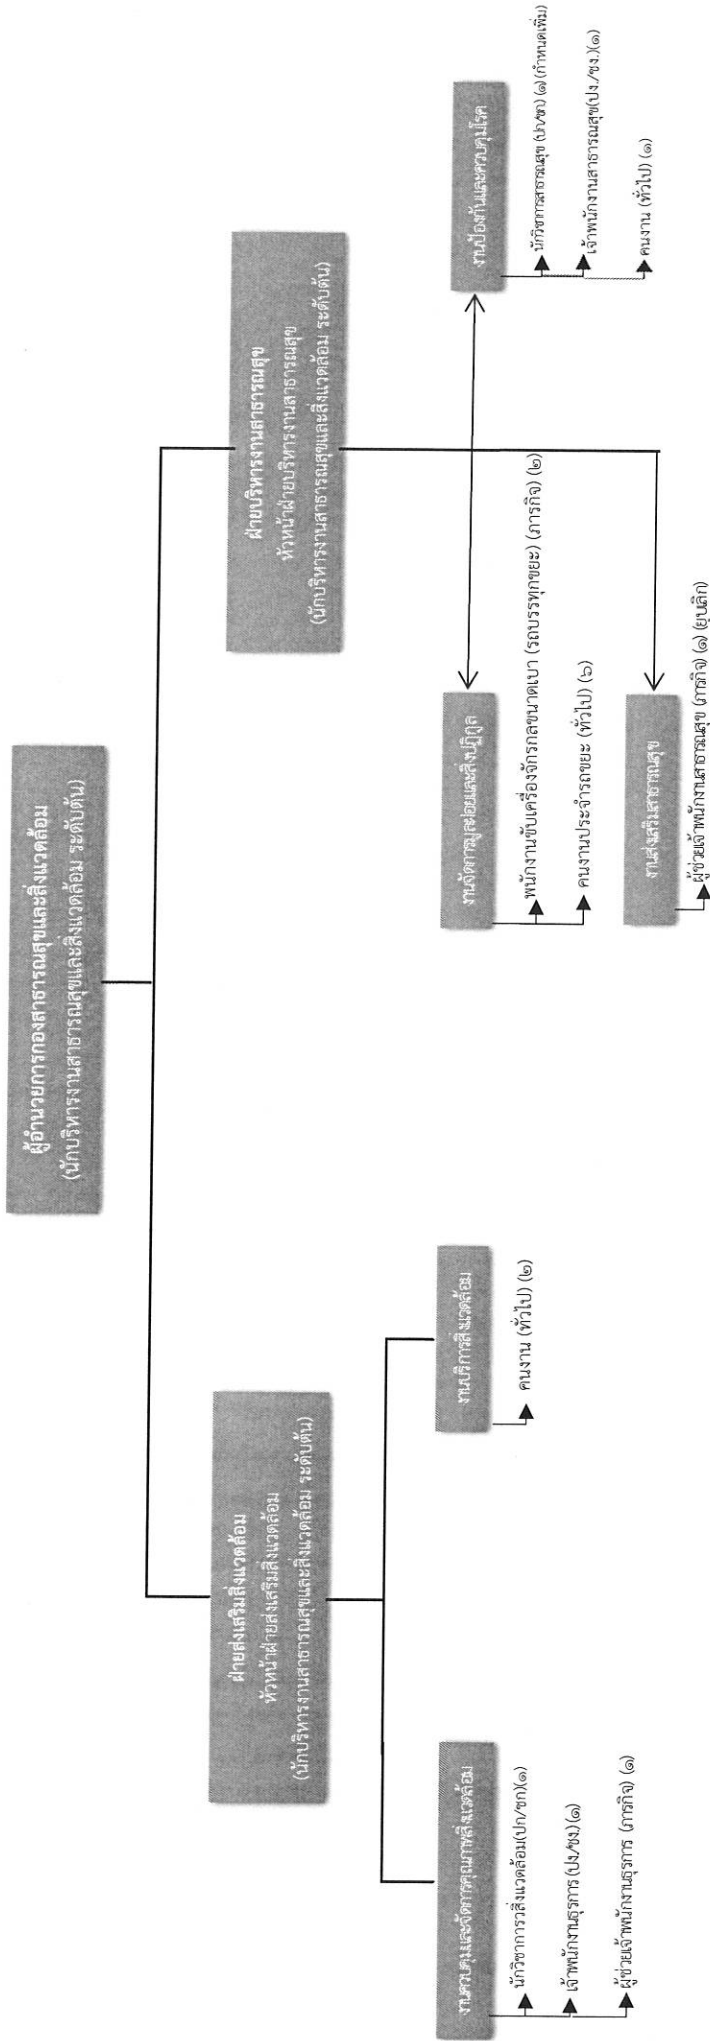 ผู้อำนวยการกองสาธารณสุขและสิ่งแวดล้อม
(นักบริหารงานสาธารณสุขและสิ่งแวดล้อม ระดับต้น)
ฝ่ายส่งเสริมสิ่งแวดล้อม
หัวหน้าฝ่ายส่งเสริมสิ่งแวดล้อม
(นักบริหารงานสาธารณสุขและสิ่งแวดล้อม ระดับต้น)
งานควบคุมและจัดการคุณภาพสิ่งแวดล้อม
นักวิชาการวสิ่งแวดล้อม(ปก/ชก)(๑)
เจ้าพนักงานธุรการ (ปง/ชง) (๑)
ผู้ช่วยเจ้าพนักงานธุรการ (ภารกิจ) (๑)
งานบริการสิ่งแวดล้อม
คนงาน (ทั่วไป) (๒)
ฝ่ายบริหารงานสาธารณสุข
หัวหน้าฝ่ายบริหารงานสาธารณสุข
(นักบริหารงานสาธารณสุขและสิ่งแวดล้อม ระดับต้น)
งานจัดการมูลฝอยและสิ่งปฏิกูล
พนักงานขับเครื่องจักรกลขนาดเบา (รถบรรทุกขยะ) (ภารกิจ) (๒)
คนงานประจำรถขยะ (ทั่วไป) (๖)
งานส่งเสริมสาธารณสุข
ผู้ช่วยเจ้าพนักงานสาธารณสุข (ภารกิจ) (๑) (ยุบเลิก)
งานป้องกันและควบคุมโรค
นักวิชาการสาธารณสุข (ปก/ชก) (๑) (กำหนดเพิ่ม)
เจ้าพนักงานสาธารณสุข(ปง./ชง.)(๑)
คนงาน (ทั่วไป) (๑)